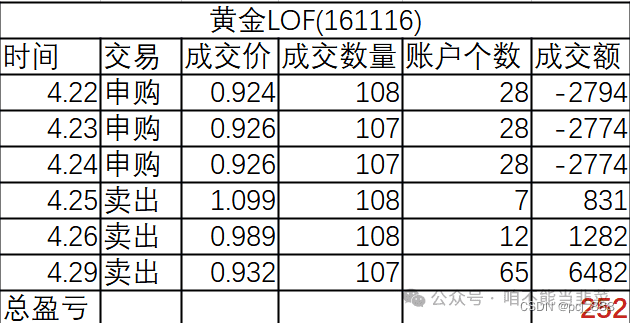 黄金LOF(161116)
时间 交易 成交价 成交数量 账户个数 成交额
4.22 申购 0.924 108 28 -2794
4.23 申购 0.926 107 28 -2774
4.24 申购 0.926 107 28 -2774
4.25 卖出 1.099 108 7 831
4.26 卖出 0.989 108 12 1282
4.29 卖出 0.932 107 65 6482
公众号·咱不能当韭菜
总盈亏 252